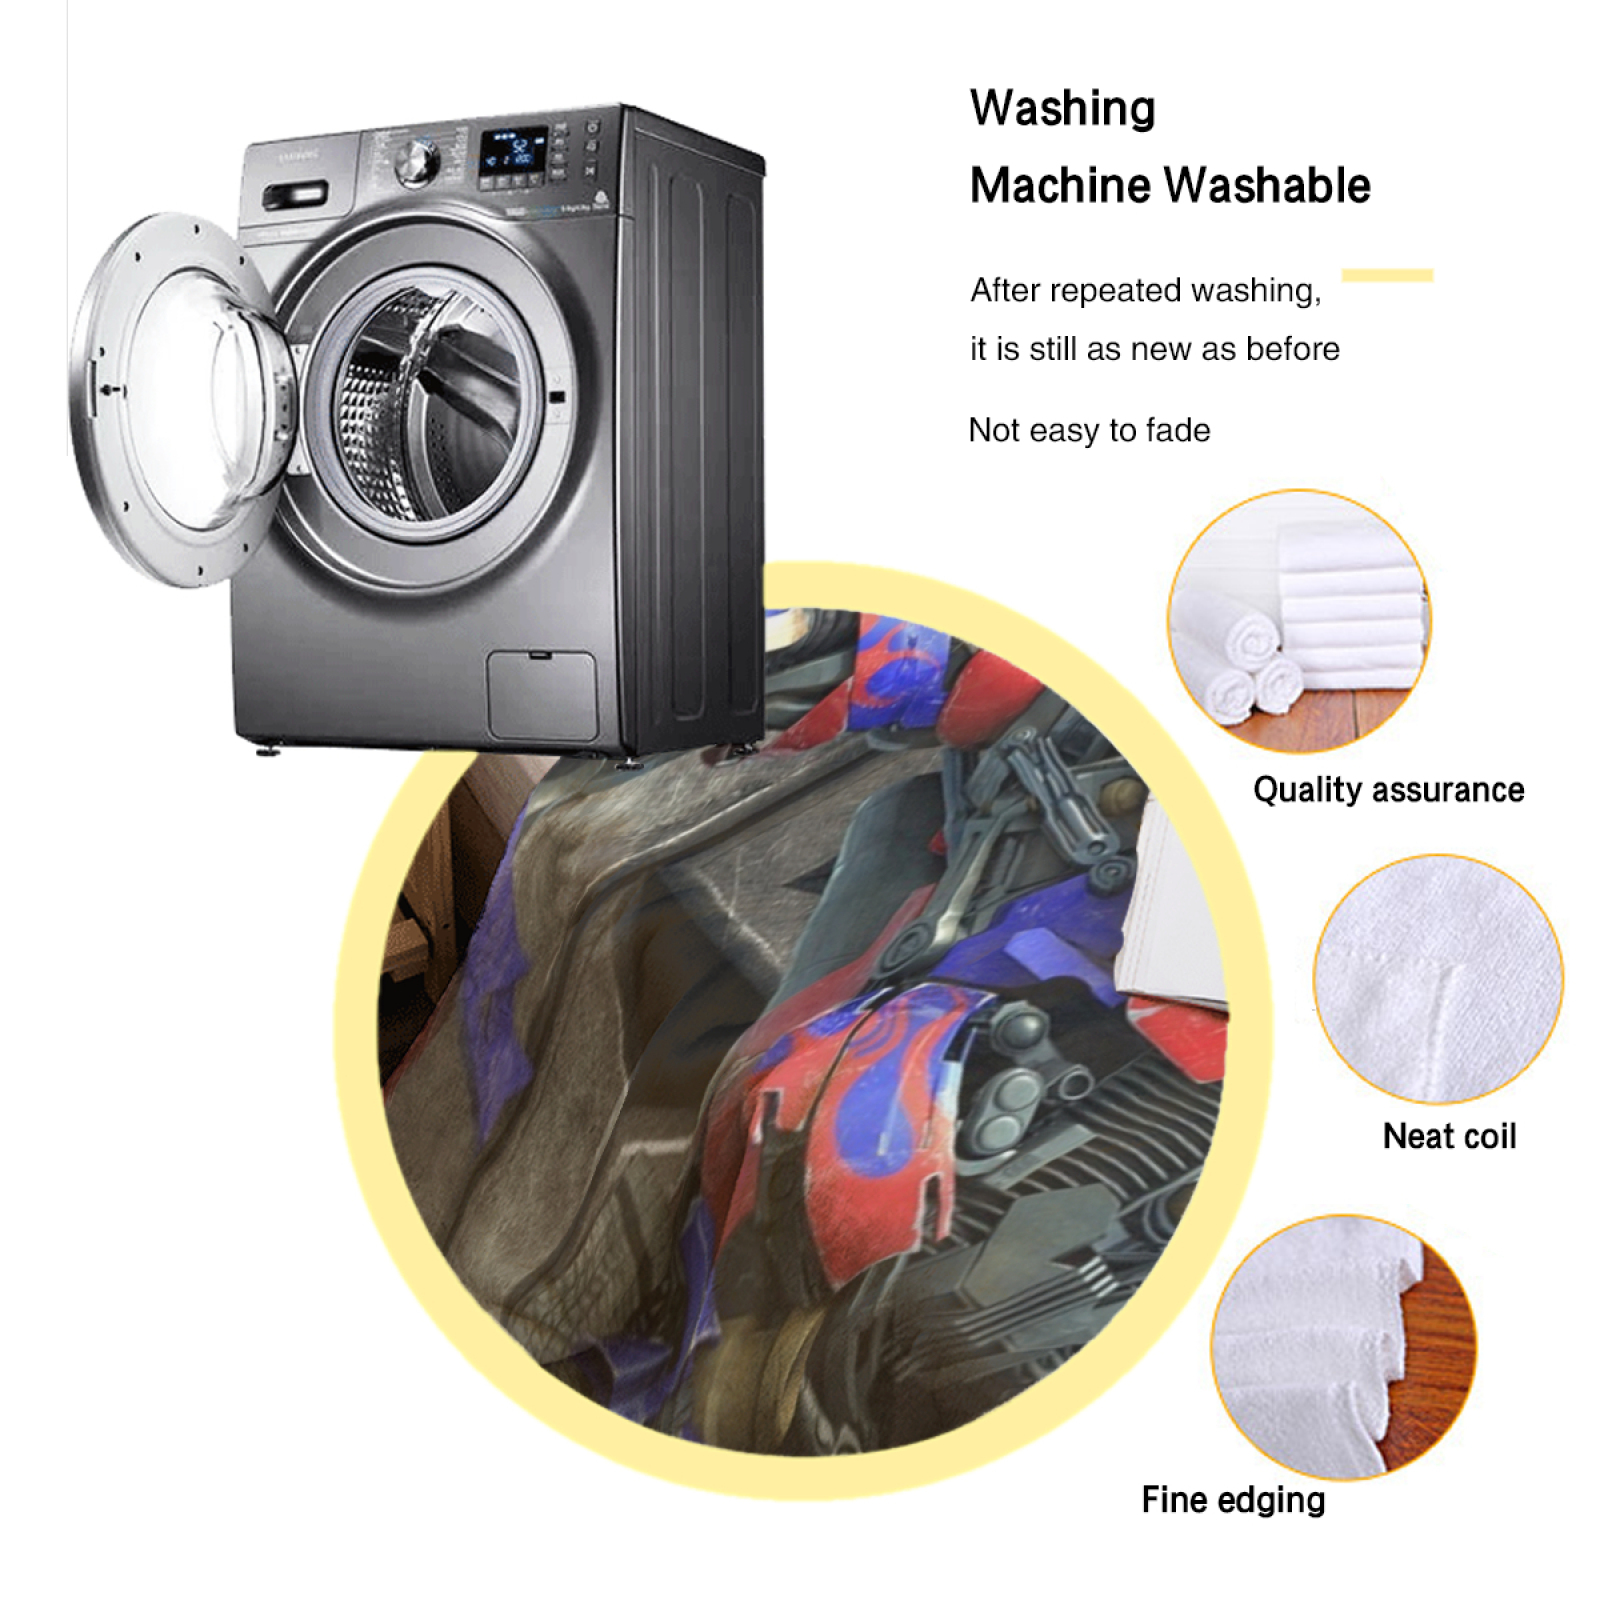 Washing
Machine Washable
After repeated washing,
it is still as new as before
Not easy to fade
Quality assurance
Neat coil
Fine edging